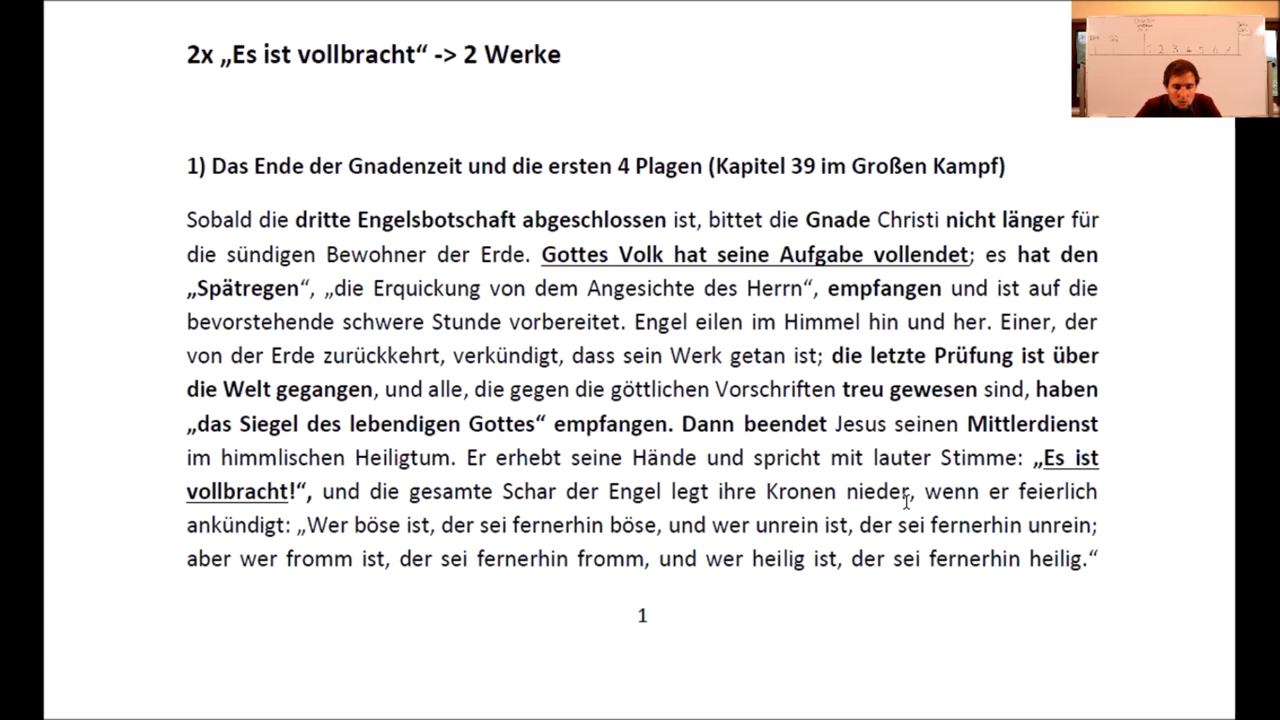 2x „Es ist vollbracht“ -> 2 Werke
1) Das Ende der Gnadenzeit und die ersten 4 Plagen (Kapitel 39 im Großen Kampf)
Sobald die dritte Engelsbotschaft abgeschlossen ist, bittet die Gnade Christi nicht länger für
die sündigen Bewohner der Erde. Gottes Volk hat seine Aufgabe vollendet; es hat den
„Spätregen“, „die Erquickung von dem Angesichte des Herrn“, empfangen und ist auf die
bevorstehende schwere Stunde vorbereitet. Engel eilen im Himmel hin und her. Einer, der
von der Erde zurückkehrt, verkündigt, dass sein Werk getan ist; die letzte Prüfung ist über
die Welt gegangen, und alle, die gegen die göttlichen Vorschriften treu gewesen sind, haben
„das Siegel des lebendigen Gottes“ empfangen. Dann beendet Jesus seinen Mittlerdienst
im himmlischen Heiligtum. Er erhebt seine Hände und spricht mit lauter Stimme: „Es ist
vollbracht!“, und die gesamte Schar der Engel legt ihre Kronen nieder, wenn er feierlich
ankündigt: „Wer böse ist, der sei fernerhin böse, und wer unrein ist, der sei fernerhin unrein;
aber wer fromm ist, der sei fernerhin fromm, und wer heilig ist, der sei fernerhin heilig.“
1